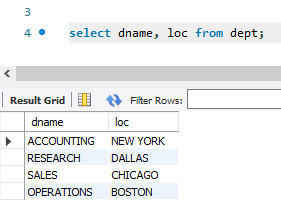 3
4 select dname, loc from dept;
Result Grid Filter Rows:
dname loc
ACCOUNTING NEW YORK
RESEARCH DALLAS
SALES CHICAGO
OPERATIONS BOSTON